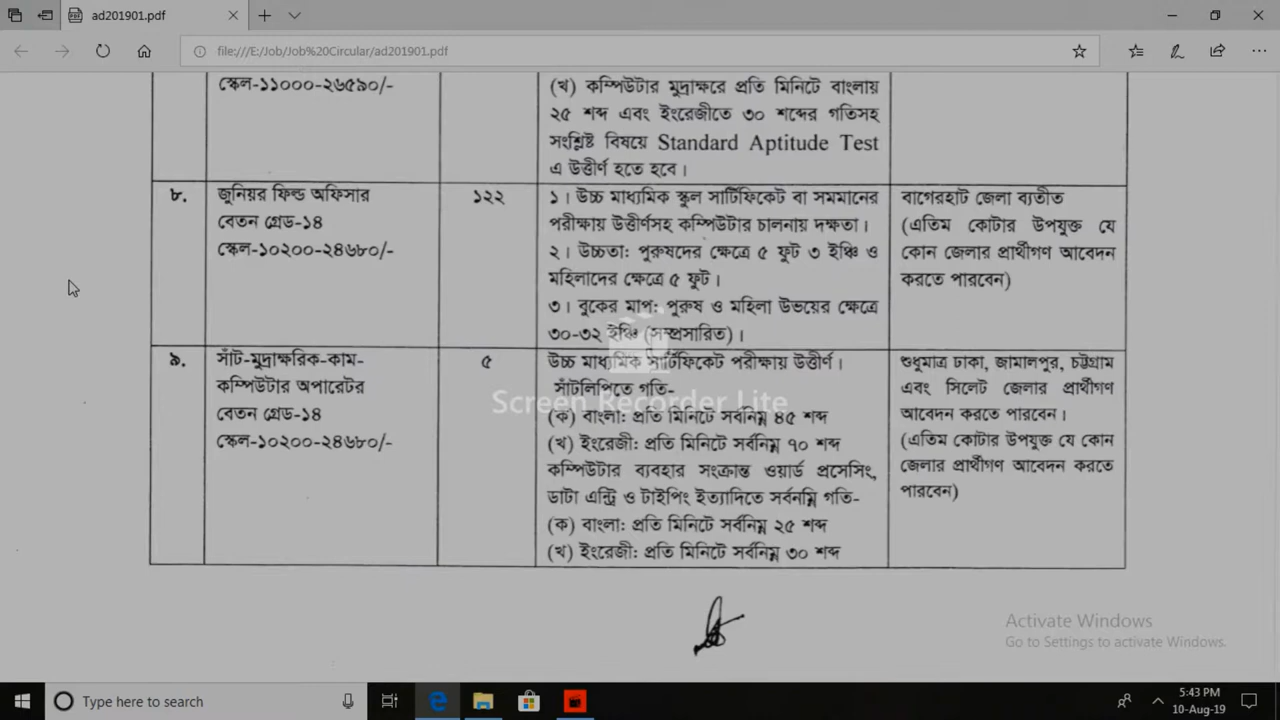 ad201901.pdf
file:///E:/Job/Job%20Circular/ad201901.pdf
স্কেল-১১০০০-২৬৫৯০/-
(খ) কম্পিউটার মুদ্রাক্ষরে প্রতি মিনিটে বাংলায়
২৫ শব্দ এবং ইংরেজীতে ৩০ শব্দের গতিসহ
সংশ্লিষ্ট বিষয়ে Standard Aptitude Test
এ উত্তীর্ণ হতে হবে।
৮.
জুনিয়র ফিল্ড অফিসার
বেতন গ্রেড-১৪
স্কেল-১০২০০-২৪৬৮০/-
১২২
১। উচ্চ মাধ্যমিক স্কুল সার্টিফিকেট বা সমমানের
পরীক্ষায় উত্তীর্ণসহ কম্পিউটার চালনায় দক্ষতা।
২। উচ্চতা: পুরুষদের ক্ষেত্রে ৫ ফুট ৩ ইঞ্চি ও
মহিলাদের ক্ষেত্রে ৫ ফুট।
৩। বুকের মাপ: পুরুষ ও মহিলা উভয়ের ক্ষেত্রে
৩০-৩২ ইঞ্চি (সম্প্রসারিত)।
বাগেরহাট জেলা ব্যতীত
(এতিম কোটার উপযুক্ত যে
কোন জেলার প্রার্থীগণ আবেদন
করতে পারবেন)
৯.
সাঁট-মুদ্রাক্ষরিক-কাম-
কম্পিউটার অপারেটর
বেতন গ্রেড-১৪
স্কেল-১০২০০-২৪৬৮০/-
৫
উচ্চ মাধ্যমিক সার্টিফিকেট পরীক্ষায় উত্তীর্ণ।
সাঁটলিপিতে গতি-
(ক) বাংলা: প্রতি মিনিটে সর্বনিম্ন ৪৫ শব্দ
(খ) ইংরেজী: প্রতি মিনিটে সর্বনিম্ন ৭০ শব্দ
কম্পিউটার ব্যবহার সংক্রান্ত ওয়ার্ড প্রসেসিং,
ডাটা এন্ট্রি ও টাইপিং ইত্যাদিতে সর্বনম্নি গতি-
(ক) বাংলা: প্রতি মিনিটে সর্বনিম্ন ২৫ শব্দ
(খ) ইংরেজী: প্রতি মিনিটে সর্বনিম্ন ৩০ শব্দ
শুধুমাত্র ঢাকা, জামালপুর, চট্টগ্রাম
এবং সিলেট জেলার প্রার্থীগণ
আবেদন করতে পারবেন।
(এতিম কোটার উপযুক্ত যে কোন
জেলার প্রার্থীগণ আবেদন করতে
পারবেন)
Screen Recorder Lite
Activate Windows
Go to Settings to activate Windows.
Type here to search
5:43 PM
10-Aug-19